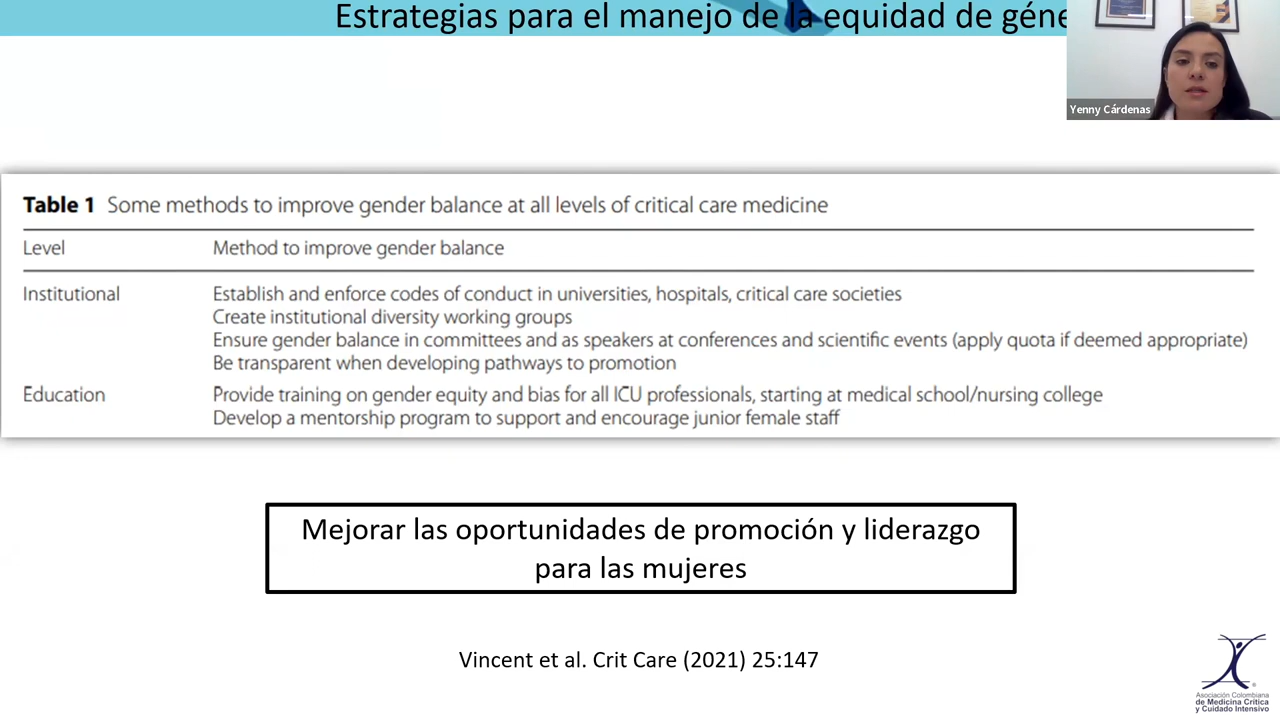 Estrategias para el manejo de la equidad de géne
Yenny Cárdenas
Table 1 Some methods to improve gender balance at all levels of critical care medicine
Level Method to improve gender balance
Institutional Establish and enforce codes of conduct in universities, hospitals, critical care societies
Create institutional diversity working groups
Ensure gender balance in committees and as speakers at conferences and scientific events (apply quota if deemed appropriate)
Be transparent when developing pathways to promotion
Education Provide training on gender equity and bias for all ICU professionals, starting at medical school/nursing college
Develop a mentorship program to support and encourage junior female staff
Mejorar las oportunidades de promoción y liderazgo
para las mujeres
Vincent et al. Crit Care (2021) 25:147
Asociación Colombiana
de Medicina Crítica
y Cuidado Intensivo